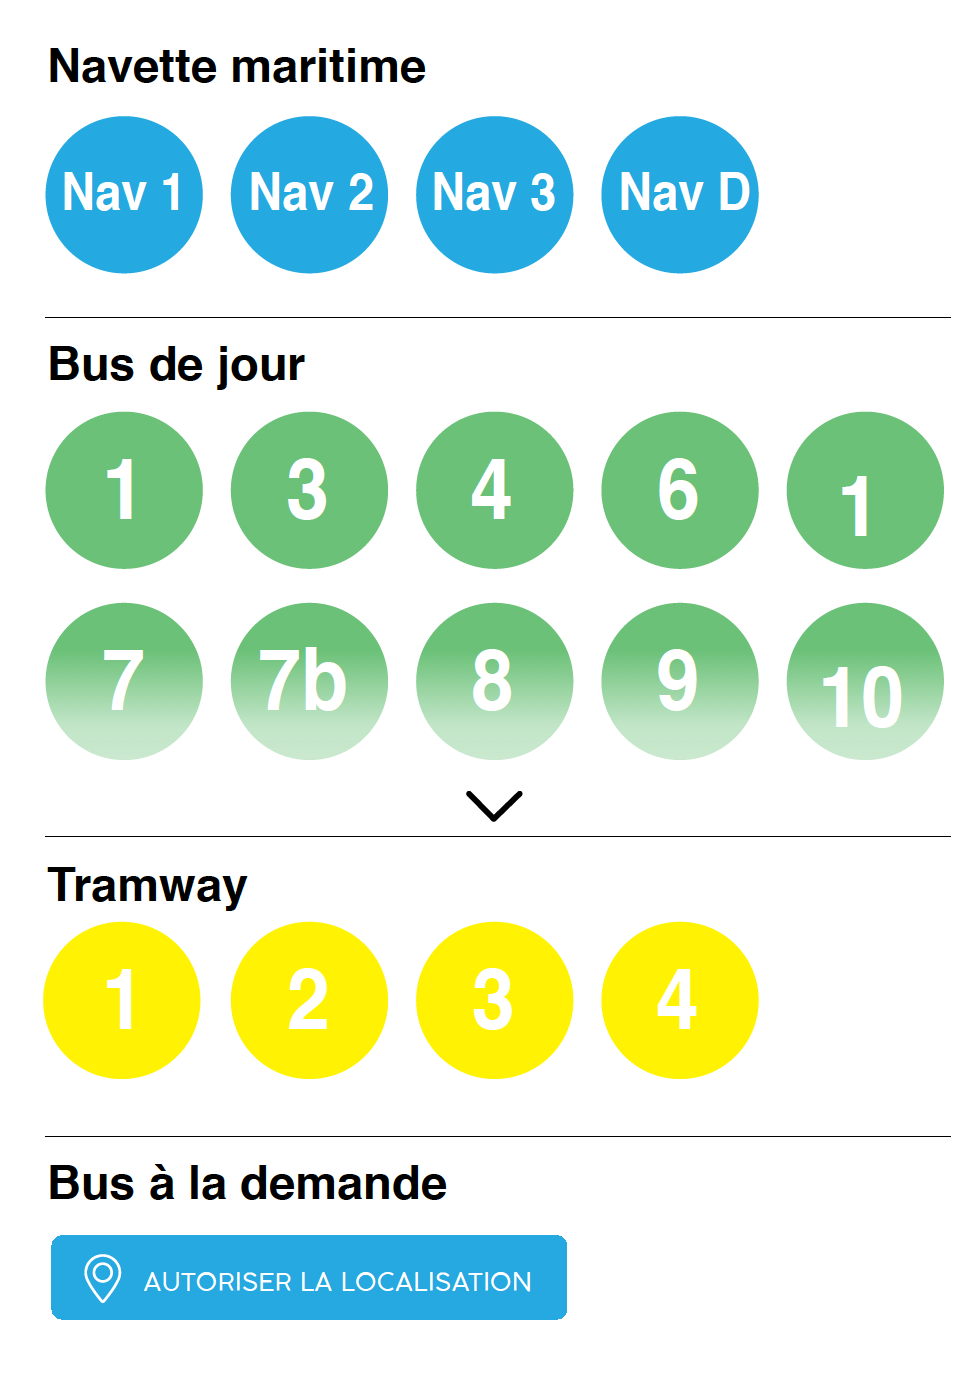 Navette maritime
Nav 1 Nav 2 Nav 3 Nav D
Bus de jour
1 3 4 6 1
7 7b 8 9 10
Tramway
1 2 3 4
Bus à la demande
AUTORISER LA LOCALISATION